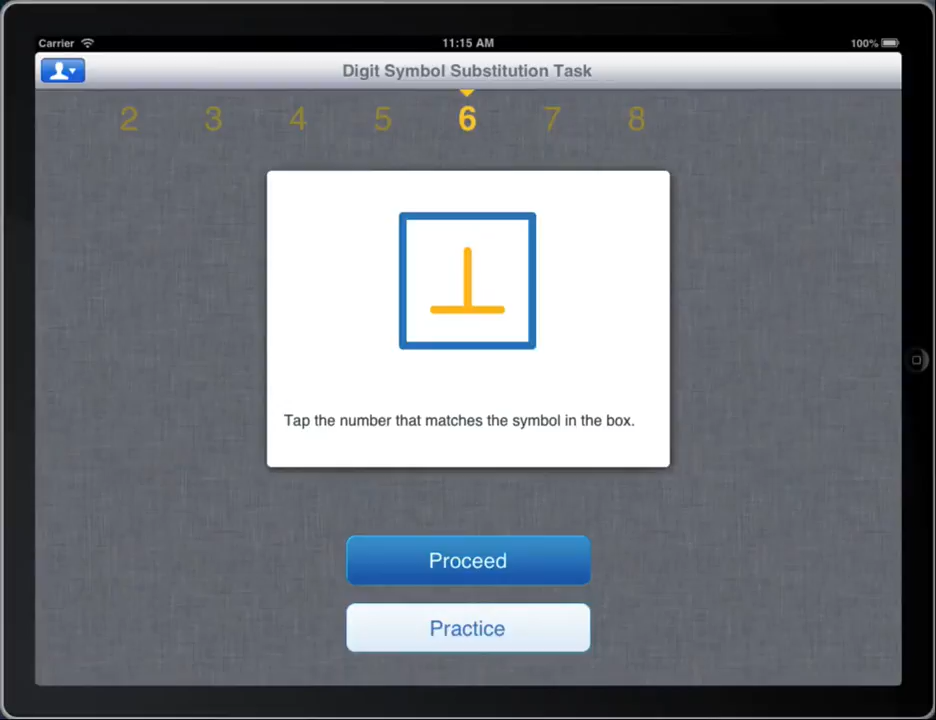 Carrier 11:15 AM 100%
Digit Symbol Substitution Task
2 3 4 5 6 7 8
Tap the number that matches the symbol in the box.
Proceed
Practice